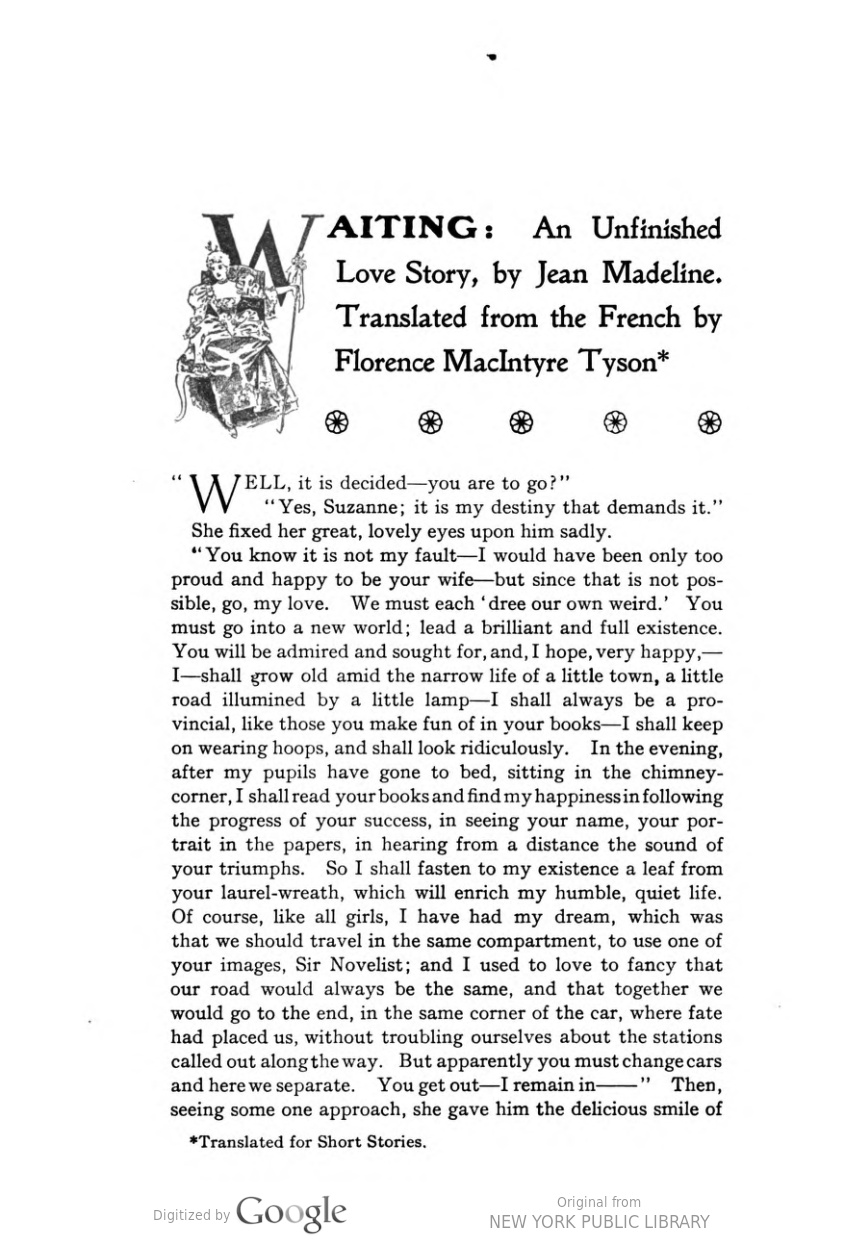 WAITING: An Unfinished
Love Story, by Jean Madeline.
Translated from the French by
Florence MacIntyre Tyson*
"WELL, it is decided—you are to go?"
"Yes, Suzanne; it is my destiny that demands it."
She fixed her great, lovely eyes upon him sadly.
"You know it is not my fault—I would have been only too
proud and happy to be your wife—but since that is not pos-
sible, go, my love. We must each 'dree our own weird.' You
must go into a new world; lead a brilliant and full existence.
You will be admired and sought for, and, I hope, very happy,—
I—shall grow old amid the narrow life of a little town, a little
road illumined by a little lamp—I shall always be a pro-
vincial, like those you make fun of in your books—I shall keep
on wearing hoops, and shall look ridiculously. In the evening,
after my pupils have gone to bed, sitting in the chimney-
corner, I shall read your books and find my happiness in following
the progress of your success, in seeing your name, your por-
trait in the papers, in hearing from a distance the sound of
your triumphs. So I shall fasten to my existence a leaf from
your laurel-wreath, which will enrich my humble, quiet life.
Of course, like all girls, I have had my dream, which was
that we should travel in the same compartment, to use one of
your images, Sir Novelist; and I used to love to fancy that
our road would always be the same, and that together we
would go to the end, in the same corner of the car, where fate
had placed us, without troubling ourselves about the stations
called out along the way. But apparently you must change cars
and here we separate. You get out—I remain in——" Then,
seeing some one approach, she gave him the delicious smile of
*Translated for Short Stories.
Digitized by Google
Original from
NEW YORK PUBLIC LIBRARY